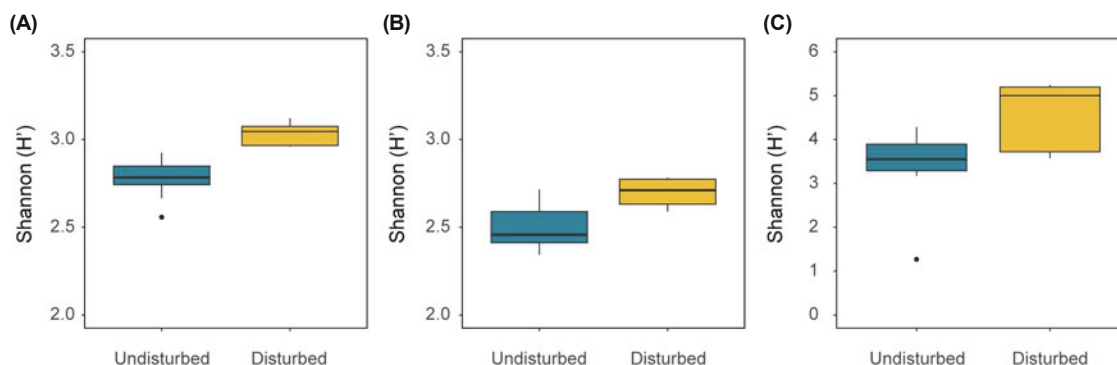 (A)
Shannon (H')
3.5
3.0
2.5
2.0
Undisturbed Disturbed
(B)
Shannon (H')
3.5
3.0
2.5
2.0
Undisturbed Disturbed
(C)
Shannon (H')
6
5
4
3
2
1
0
Undisturbed Disturbed